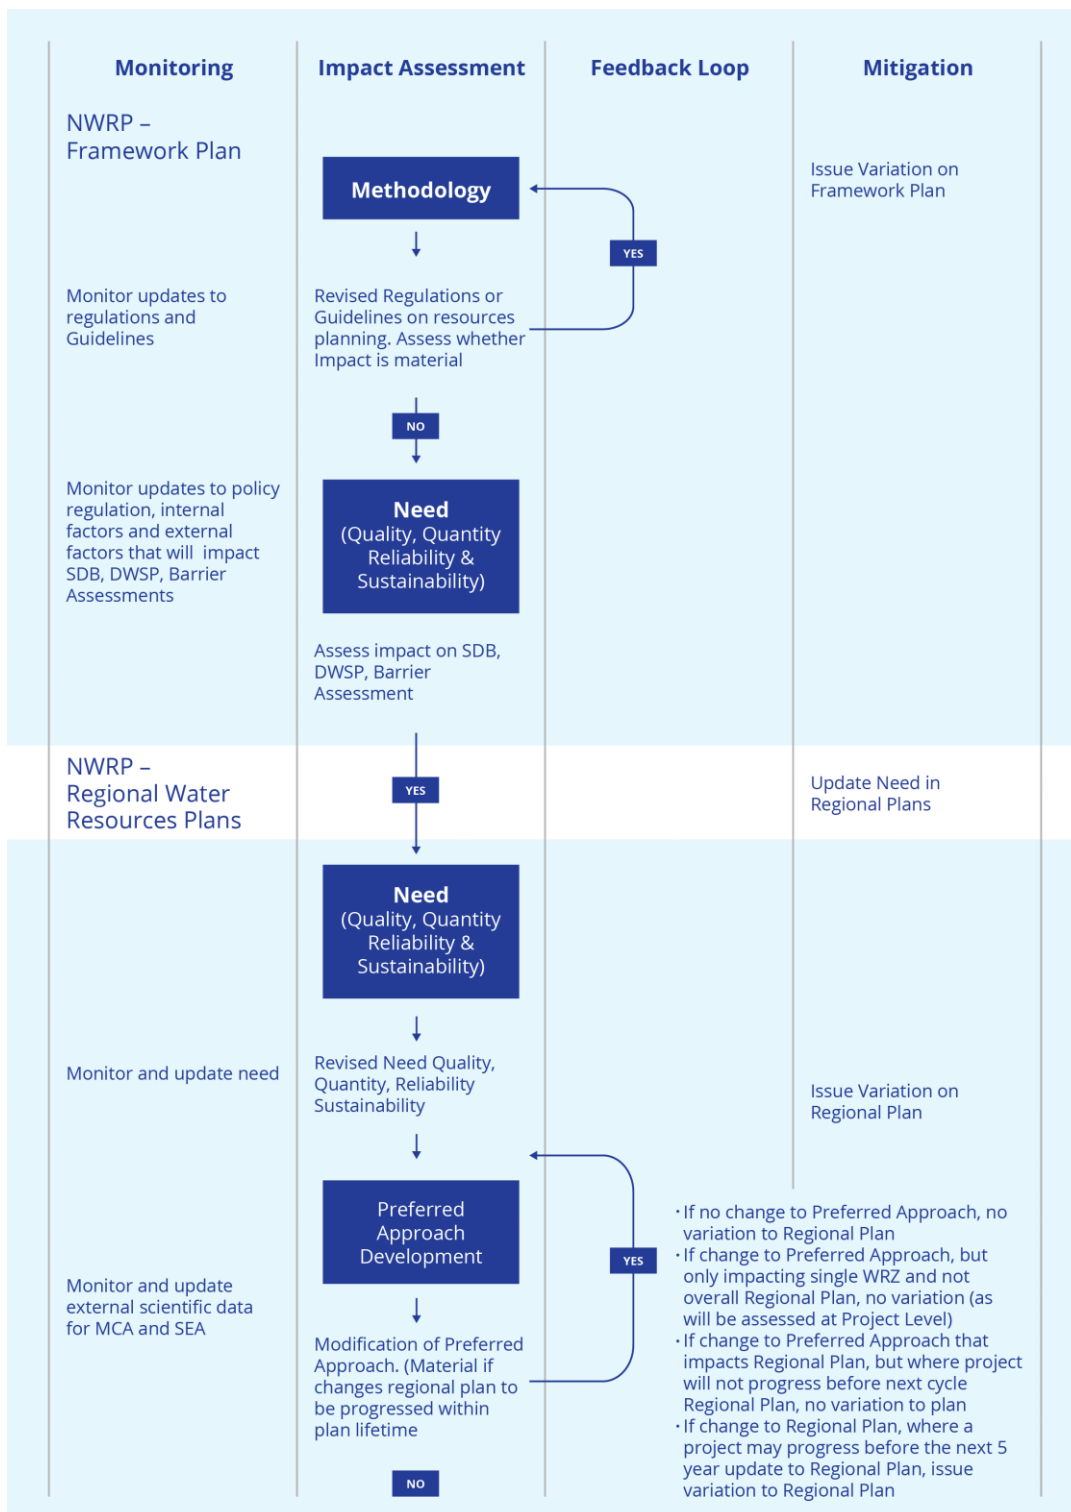 Monitoring
Impact Assessment
Feedback Loop
Mitigation
NWRP –
Framework Plan
Methodology
Issue Variation on
Framework Plan
YES
Monitor updates to
regulations and
Guidelines
Revised Regulations or
Guidelines on resources
planning. Assess whether
Impact is material
NO
Monitor updates to policy
regulation, internal
factors and external
factors that will impact
SDB, DWSP, Barrier
Assessments
Need
(Quality, Quantity
Reliability &
Sustainability)
Assess impact on SDB,
DWSP, Barrier
Assessment
NWRP –
Regional Water
Resources Plans
YES
Update Need in
Regional Plans
Need
(Quality, Quantity
Reliability &
Sustainability)
Monitor and update need
Revised Need Quality,
Quantity, Reliability
Sustainability
Issue Variation on
Regional Plan
Preferred
Approach
Development
YES
Monitor and update
external scientific data
for MCA and SEA
Modification of Preferred
Approach. (Material if
changes regional plan to
be progressed within
plan lifetime
NO
· If no change to Preferred Approach, no
variation to Regional Plan
· If change to Preferred Approach, but
only impacting single WRZ and not
overall Regional Plan, no variation (as
will be assessed at Project Level)
· If change to Preferred Approach that
impacts Regional Plan, but where project
will not progress before next cycle
Regional Plan, no variation to plan
· If change to Regional Plan, where a
project may progress before the next 5
year update to Regional Plan, issue
variation to Regional Plan